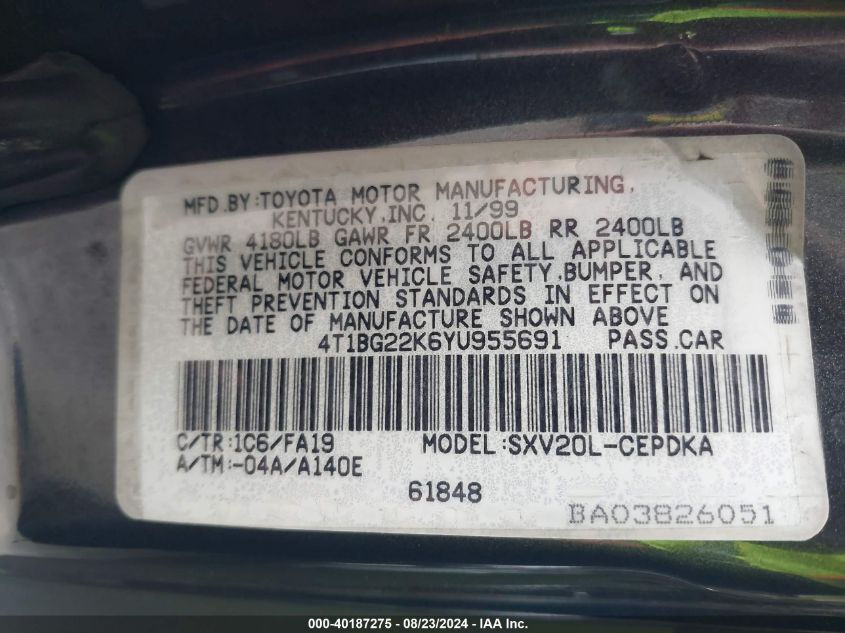 MFD.BY:TOYOTA MOTOR MANUFACTURING,
KENTUCKY,INC. 11/99
GVWR 4180LB GAWR FR 2400LB RR 2400LB
THIS VEHICLE CONFORMS TO ALL APPLICABLE
FEDERAL MOTOR VEHICLE SAFETY,BUMPER, AND
THEFT PREVENTION STANDARDS IN EFFECT ON
THE DATE OF MANUFACTURE SHOWN ABOVE
4T1BG22K6YU955691 PASS.CAR
C/TR:1C6/FA19 MODEL:SXV20L-CEPDKA
A/TM:-04A/A140E
61848
BA03826051
000-40187275 - 08/23/2024 - IAA Inc.